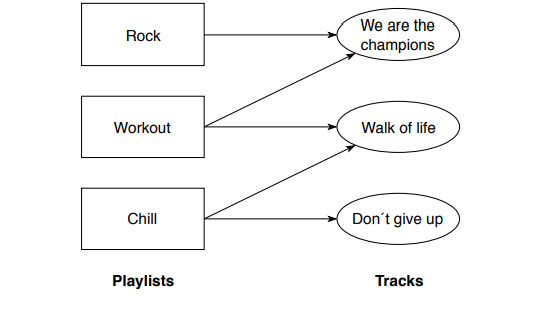 Rock
We are the
champions
Workout
Walk of life
Chill
Don´t give up
Playlists
Tracks